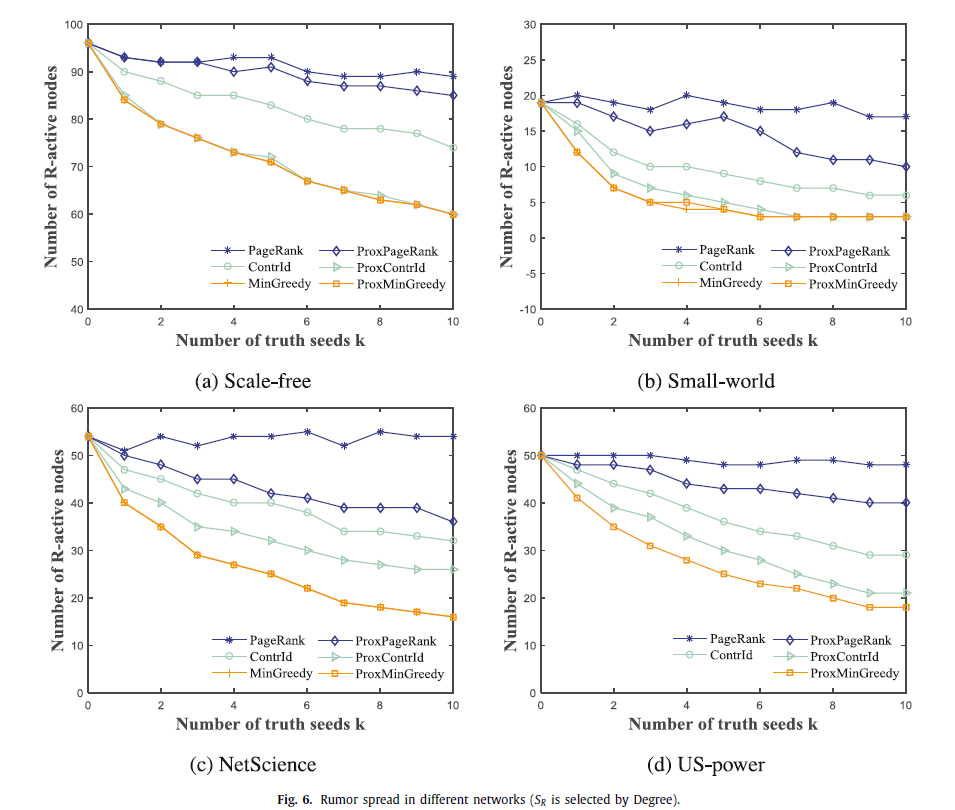 100
90
80
70
60
50
40
0 2 4 6 8 10
Number of R-active nodes
Number of truth seeds k
PageRank ProxPageRank
ContrId ProxContrId
MinGreedy ProxMinGreedy
(a) Scale-free
30
25
20
15
10
5
0
-5
-10
0 2 4 6 8 10
Number of R-active nodes
Number of truth seeds k
PageRank ProxPageRank
ContrId ProxContrId
MinGreedy ProxMinGreedy
(b) Small-world
60
50
40
30
20
10
0
0 2 4 6 8 10
Number of R-active nodes
Number of truth seeds k
PageRank ProxPageRank
ContrId ProxContrId
MinGreedy ProxMinGreedy
(c) NetScience
60
50
40
30
20
10
0
0 2 4 6 8 10
Number of R-active nodes
Number of truth seeds k
PageRank ProxPageRank
ContrId ProxContrId
ProxMinGreedy
(d) US-power
Fig. 6. Rumor spread in different networks (S_R is selected by Degree).